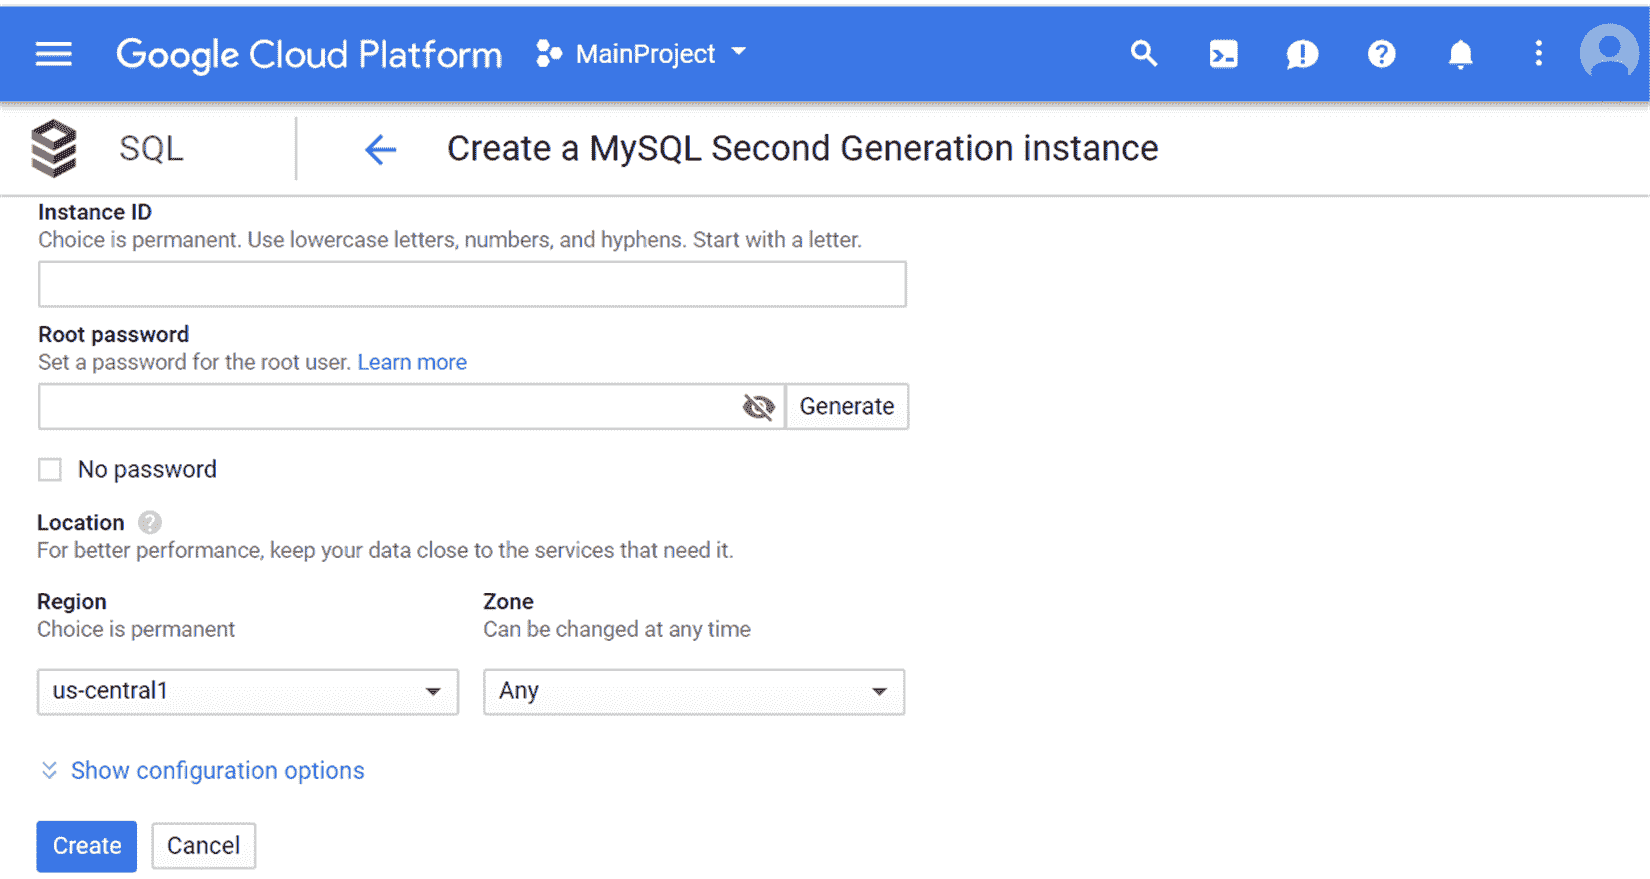 Google Cloud Platform MainProject
SQL Create a MySQL Second Generation instance
Instance ID
Choice is permanent. Use lowercase letters, numbers, and hyphens. Start with a letter.
Root password
Set a password for the root user. Learn more
Generate
No password
Location
For better performance, keep your data close to the services that need it.
Region Zone
Choice is permanent Can be changed at any time
us-central1 Any
Show configuration options
Create Cancel